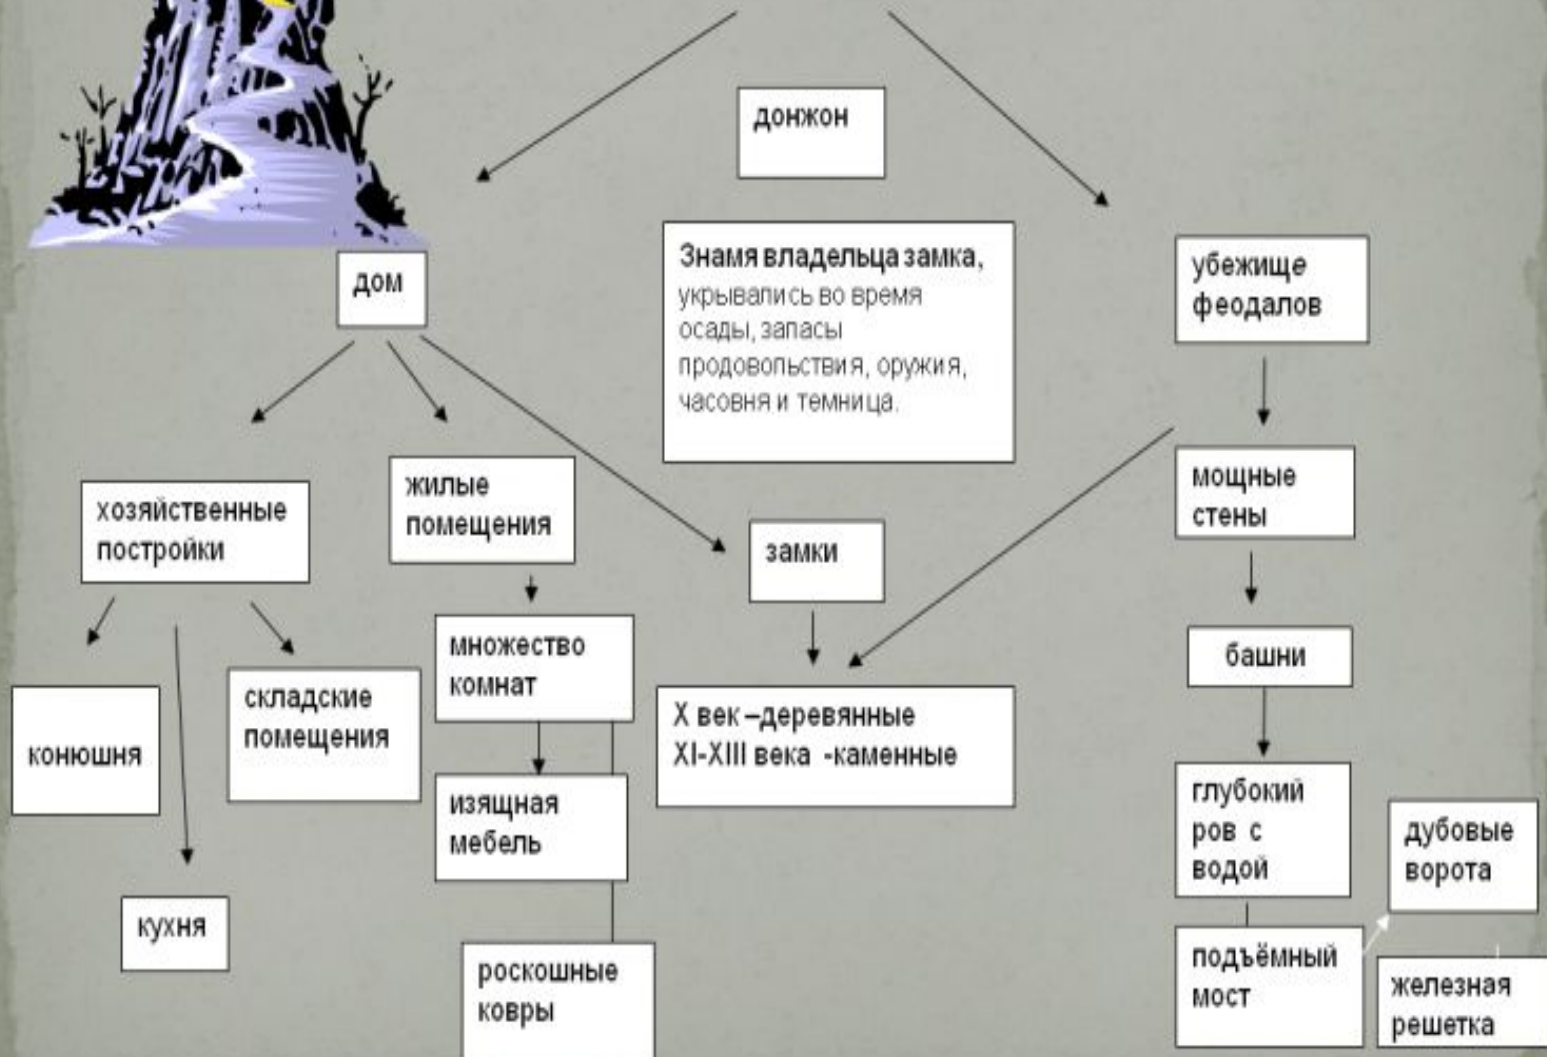 донжон
Знамя владельца замка,
укрывались во время
осады, запасы
продовольствия, оружия,
часовня и темница.
убежище
феодалов
дом
хозяйственные
постройки
жилые
помещения
замки
мощные
стены
множество
комнат
башни
конюшня
складские
помещения
X век –деревянные
XI-XIII века -каменные
изящная
мебель
глубокий
ров с
водой
дубовые
ворота
кухня
роскошные
ковры
подъёмный
мост
железная
решетка